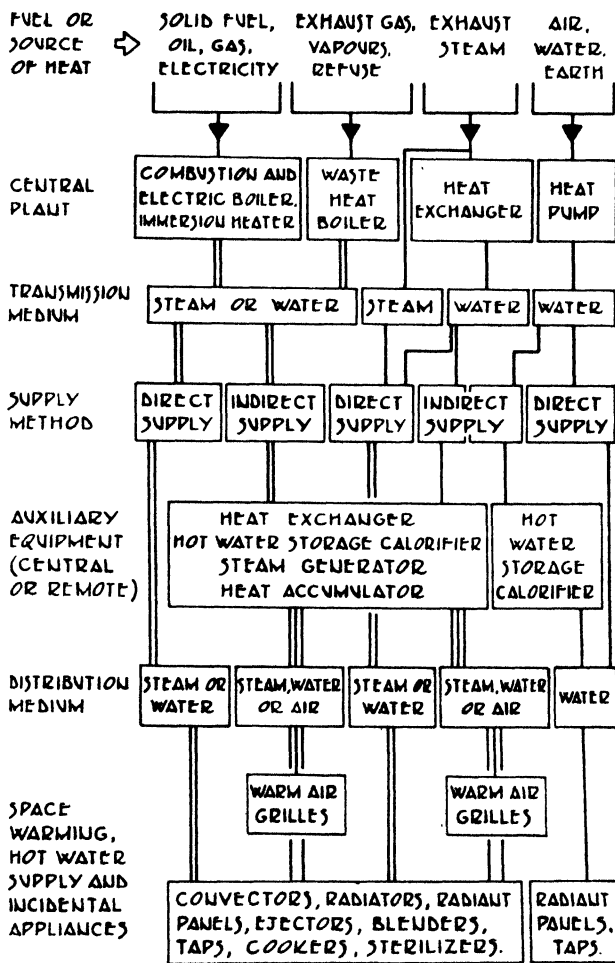 FUEL OR
SOURCE
OF HEAT
SOLID FUEL,
OIL, GAS,
ELECTRICITY
EXHAUST GAS,
VAPOURS,
REFUSE
EXHAUST
STEAM
AIR,
WATER,
EARTH
CENTRAL
PLANT
COMBUSTION AND
ELECTRIC BOILER,
IMMERSION HEATER
WASTE
HEAT
BOILER
HEAT
EXCHANGER
HEAT
PUMP
TRANSMISSION
MEDIUM
STEAM OR WATER
STEAM
WATER
WATER
SUPPLY
METHOD
DIRECT
SUPPLY
INDIRECT
SUPPLY
DIRECT
SUPPLY
INDIRECT
SUPPLY
DIRECT
SUPPLY
AUXILIARY
EQUIPMENT
(CENTRAL
OR REMOTE)
HEAT EXCHANGER
HOT WATER STORAGE CALORIFIER
STEAM GENERATOR
HEAT ACCUMULATOR
HOT
WATER
STORAGE
CALORIFIER
DISTRIBUTION
MEDIUM
STEAM OR
WATER
STEAM, WATER
OR AIR
STEAM OR
WATER
STEAM, WATER
OR AIR
WATER
WARM AIR
GRILLES
WARM AIR
GRILLES
SPACE
WARMING,
HOT WATER
SUPPLY AND
INCIDENTAL
APPLIANCES
CONVECTORS, RADIATORS, RADIANT
PANELS, EJECTORS, BLENDERS,
TAPS, COOKERS, STERILIZERS.
RADIANT
PANELS,
TAPS.